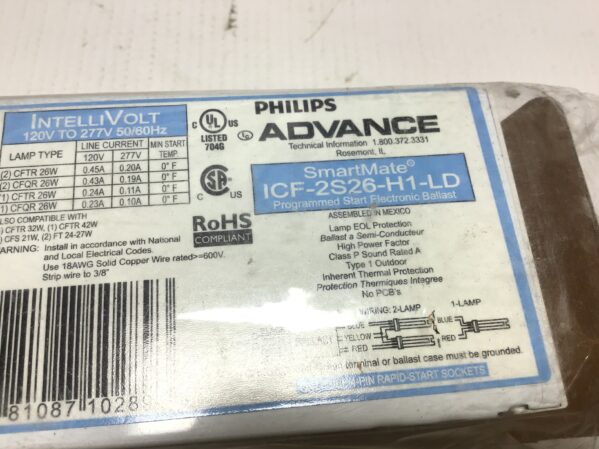 INTELLIVOLT
120V TO 277V 50/60Hz
LAMP TYPE LINE CURRENT MIN START TEMP.
120V 277V
(2) CFTR 26W 0.45A 0.20A 0° F
(2) CFQR 26W 0.43A 0.19A 0° F
(1) CFTR 26W 0.24A 0.11A 0° F
(1) CFQR 26W 0.23A 0.10A 0° F
ALSO COMPATIBLE WITH
(1) CFTR 32W, (1) CFTR 42W
(2) CFS 21W, (2) FT 24-27W
WARNING: Install in accordance with National
and Local Electrical Codes.
Use 18AWG Solid Copper Wire rated>=600V.
Strip wire to 3/8"
81087 10289
C UL US
LISTED
704G
CSA US
RoHS
COMPLIANT
PHILIPS
ADVANCE
Technical Information 1.800.372.3331
Rosemont, IL
SmartMate®
ICF-2S26-H1-LD
Programmed Start Electronic Ballast
ASSEMBLED IN MEXICO
Lamp EOL Protection
Ballast a Semi-Conducteur
High Power Factor
Class P Sound Rated A
Type 1 Outdoor
Inherent Thermal Protection
Protection Thermiques Integree
No PCB's
WIRING: 2-LAMP 1-LAMP
BLUE BLUE
YELLOW
RED RED
terminal or ballast case must be grounded.
-PIN RAPID-START SOCKETS